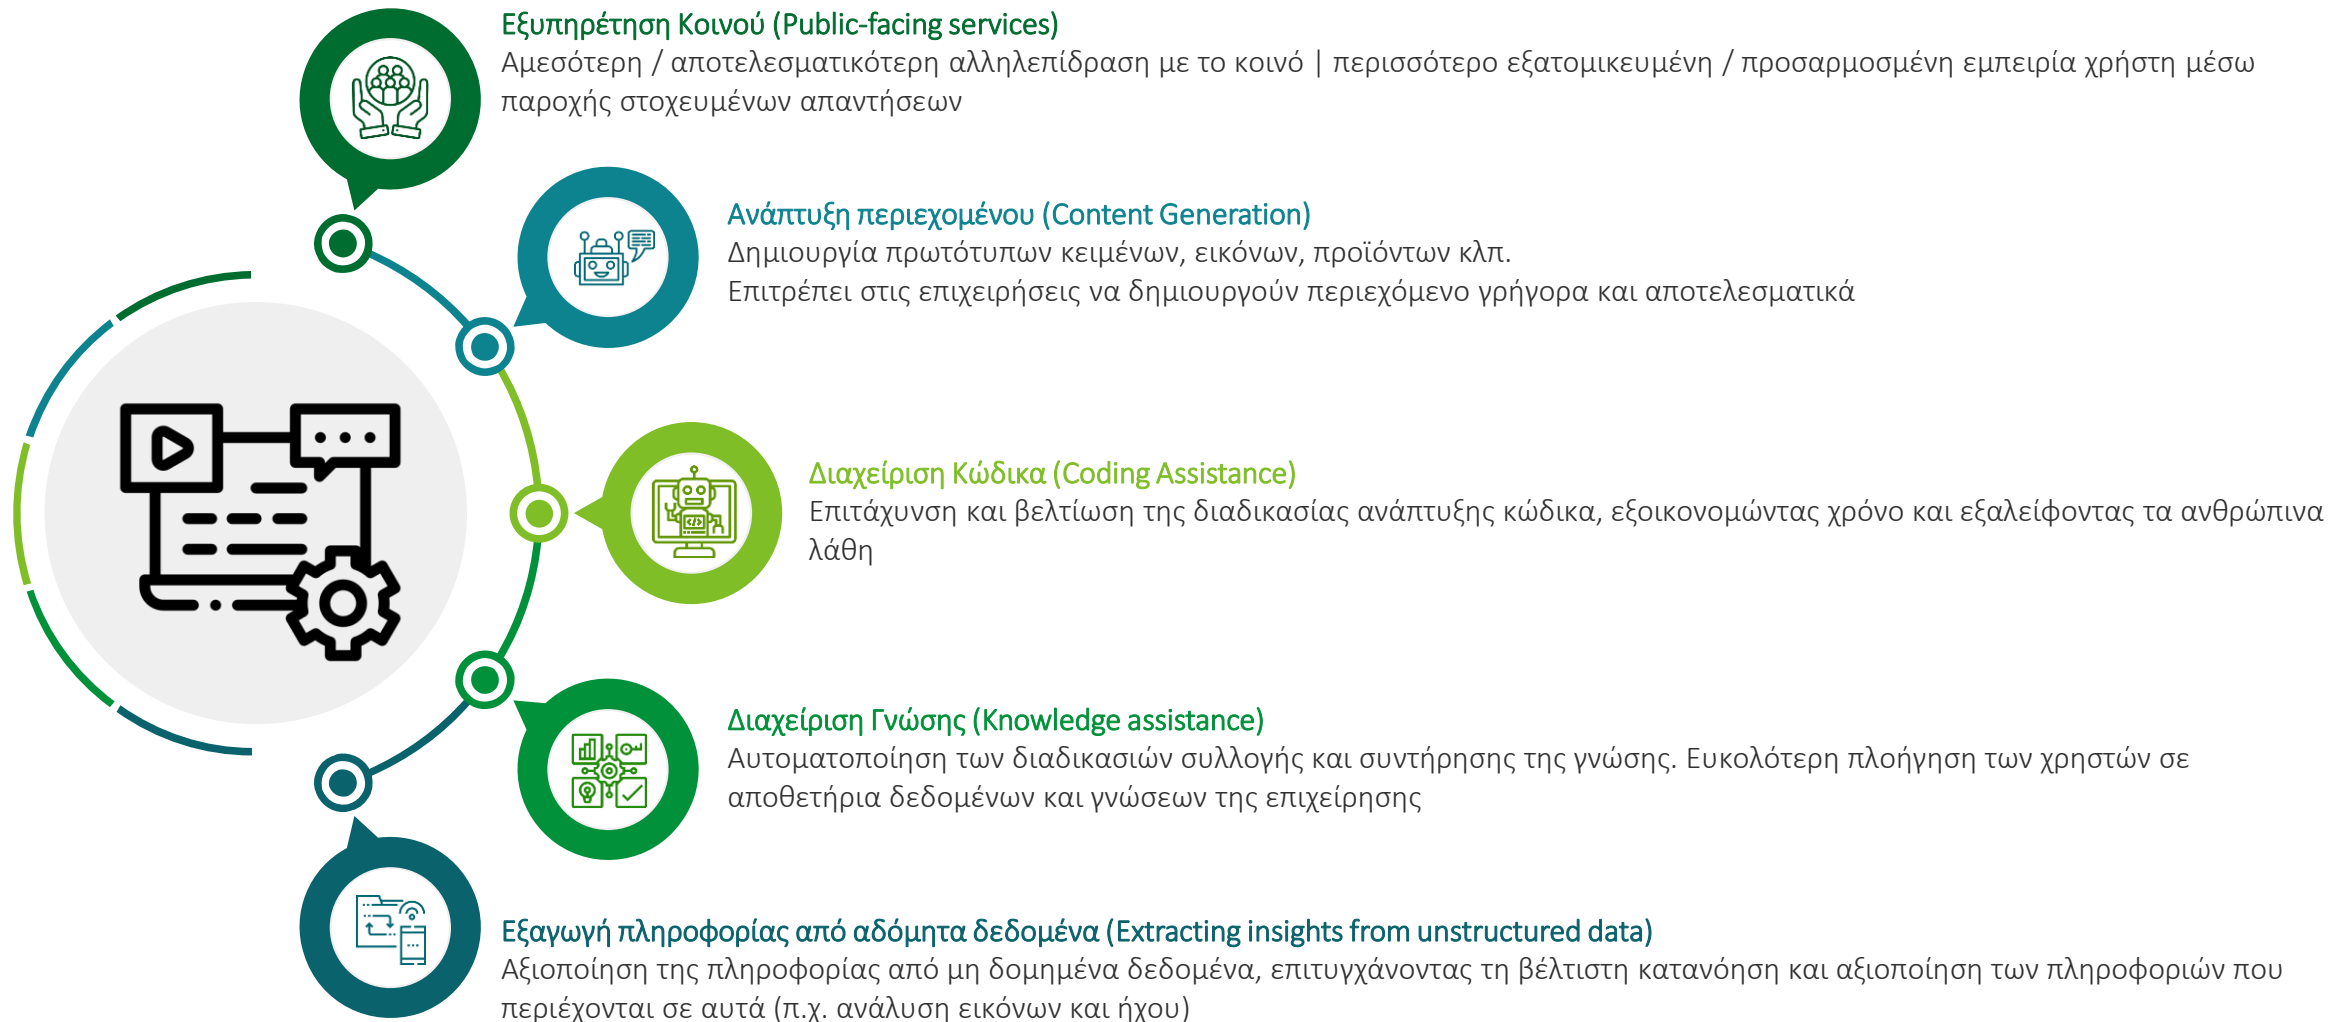 Εξυπηρέτηση Κοινού (Public-facing services)
Αμεσότερη / αποτελεσματικότερη αλληλεπίδραση με το κοινό | περισσότερο εξατομικευμένη / προσαρμοσμένη εμπειρία χρήστη μέσω
παροχής στοχευμένων απαντήσεων
Ανάπτυξη περιεχομένου (Content Generation)
Δημιουργία πρωτότυπων κειμένων, εικόνων, προϊόντων κλπ.
Επιτρέπει στις επιχειρήσεις να δημιουργούν περιεχόμενο γρήγορα και αποτελεσματικά
Διαχείριση Κώδικα (Coding Assistance)
Επιτάχυνση και βελτίωση της διαδικασίας ανάπτυξης κώδικα, εξοικονομώντας χρόνο και εξαλείφοντας τα ανθρώπινα
λάθη
Διαχείριση Γνώσης (Knowledge assistance)
Αυτοματοποίηση των διαδικασιών συλλογής και συντήρησης της γνώσης. Ευκολότερη πλοήγηση των χρηστών σε
αποθετήρια δεδομένων και γνώσεων της επιχείρησης
Εξαγωγή πληροφορίας από αδόμητα δεδομένα (Extracting insights from unstructured data)
Αξιοποίηση της πληροφορίας από μη δομημένα δεδομένα, επιτυγχάνοντας τη βέλτιστη κατανόηση και αξιοποίηση των πληροφοριών που
περιέχονται σε αυτά (π.χ. ανάλυση εικόνων και ήχου)